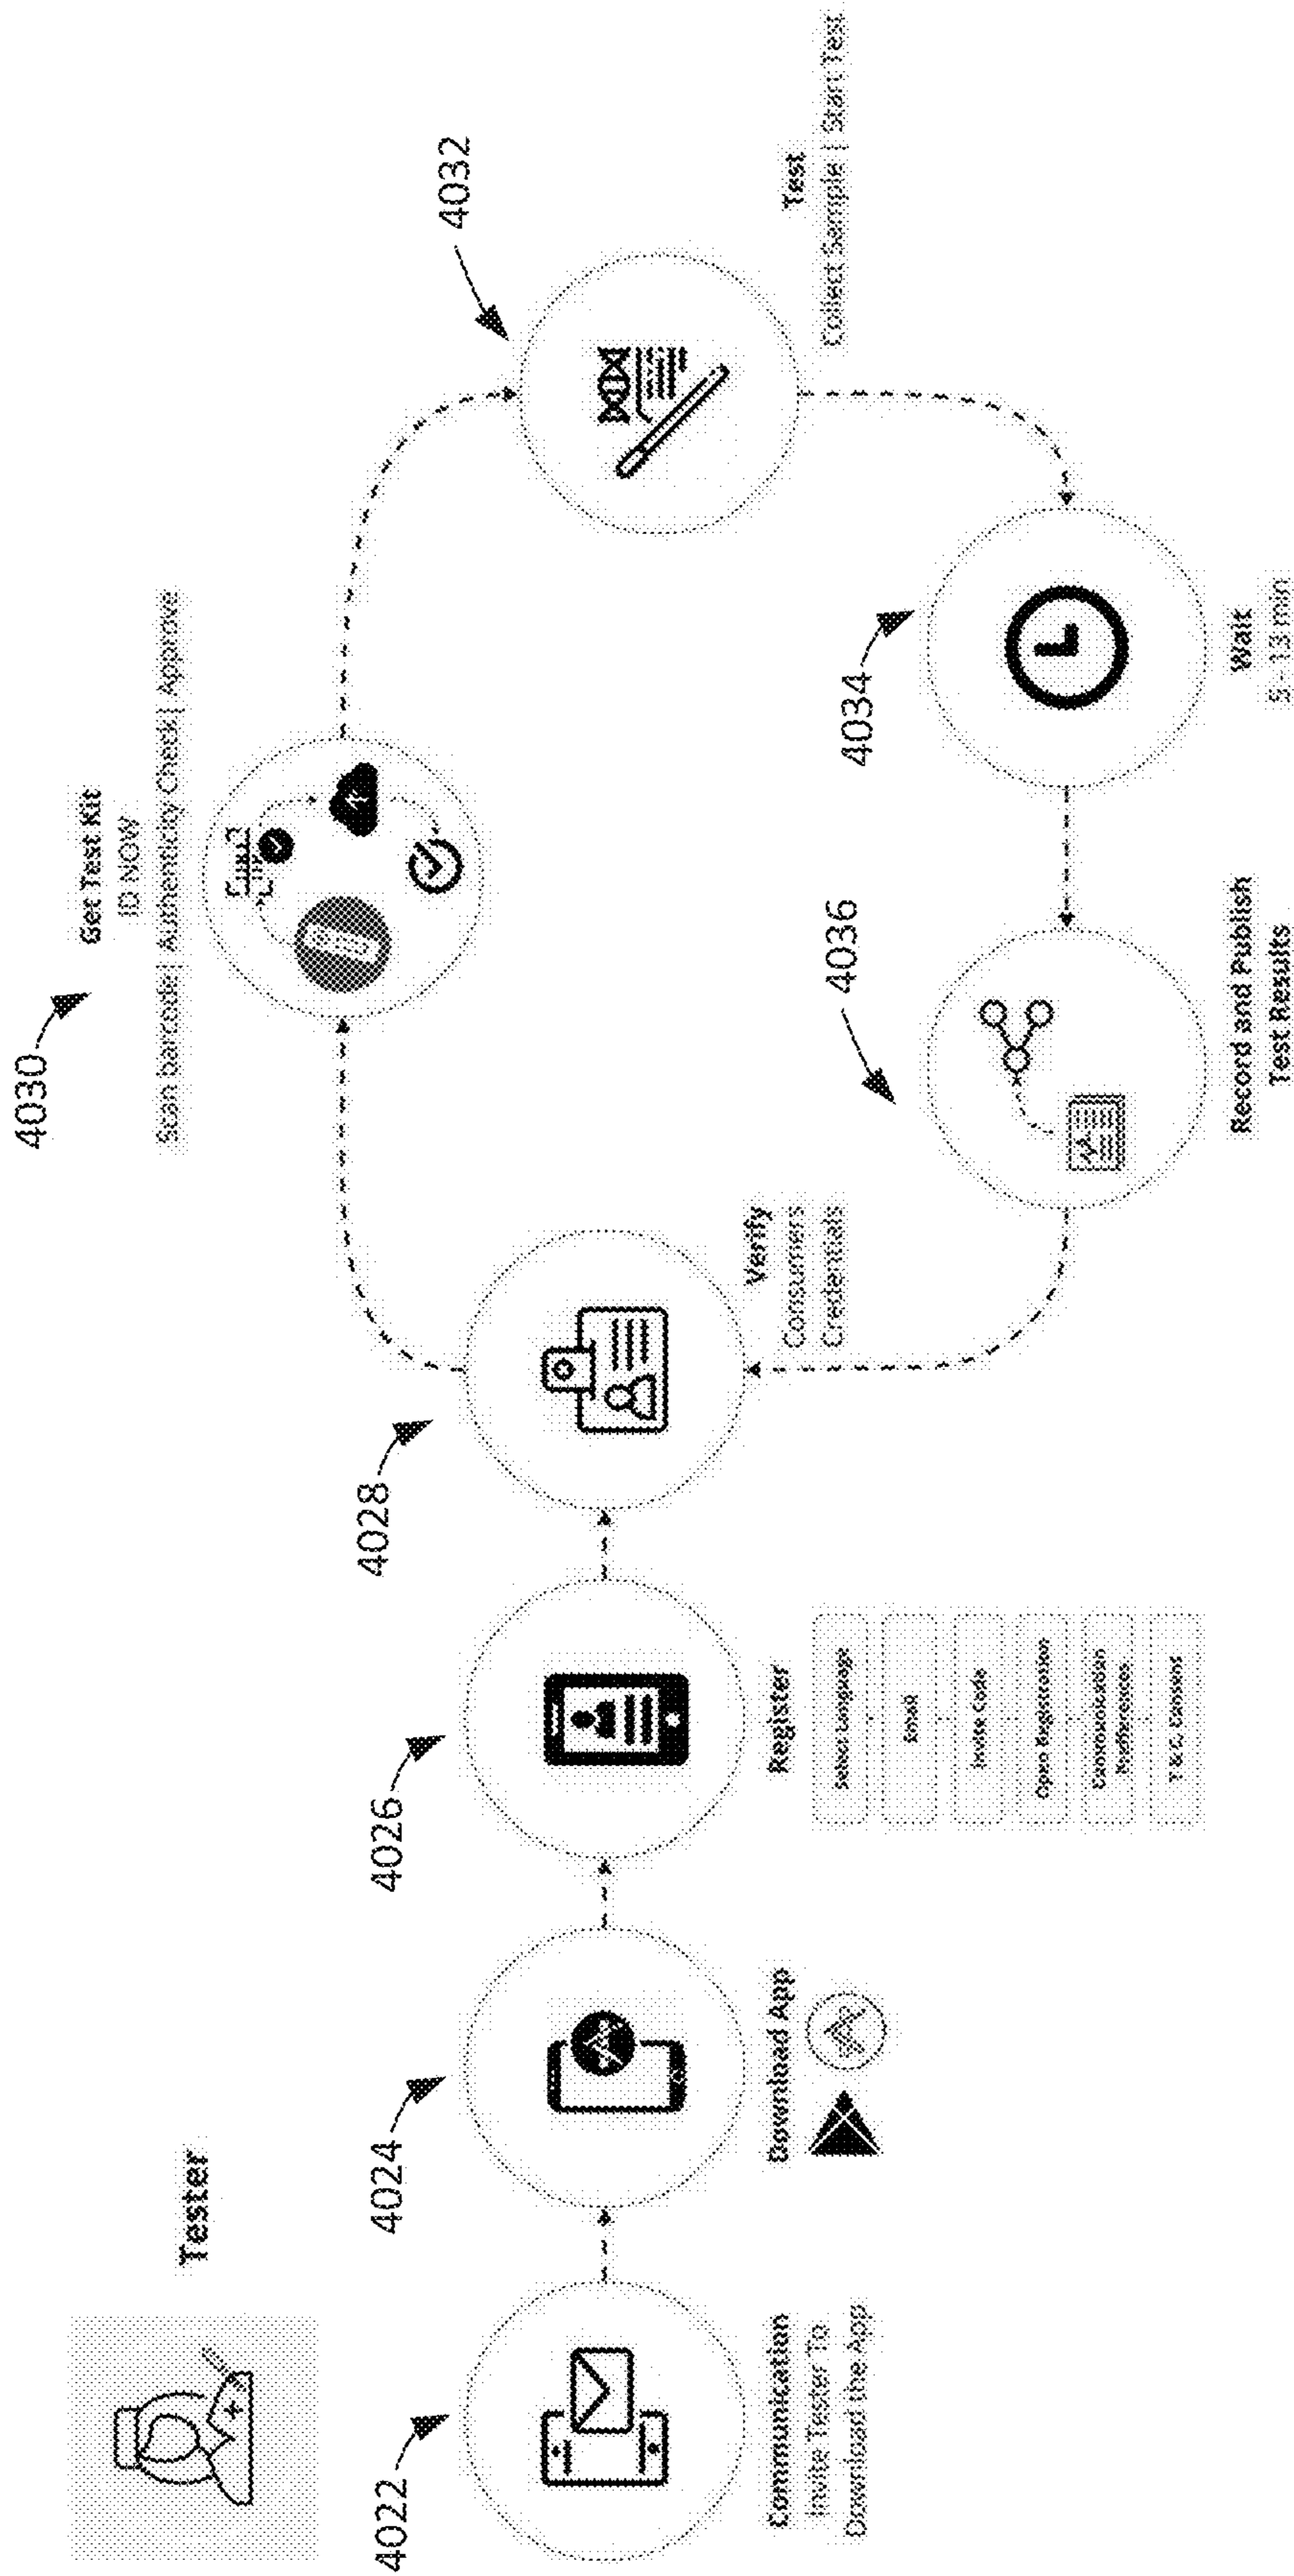 Tester
4022
Communication
Invite Tester To
Download the App
4024
Download App
4026
Register
Select Language
Email
Invite Code
Open Registration
Communication
Preferences
T & C, Consent
4028
Verify
Consumers
Credentials
4030
Get Test Kit
ID NOW
Scan barcode| Authenticity Check| Approve
4032
Test
Collect Sample | Start Test
4034
Wait
5 - 13 min
4036
Record and Publish
Test Results